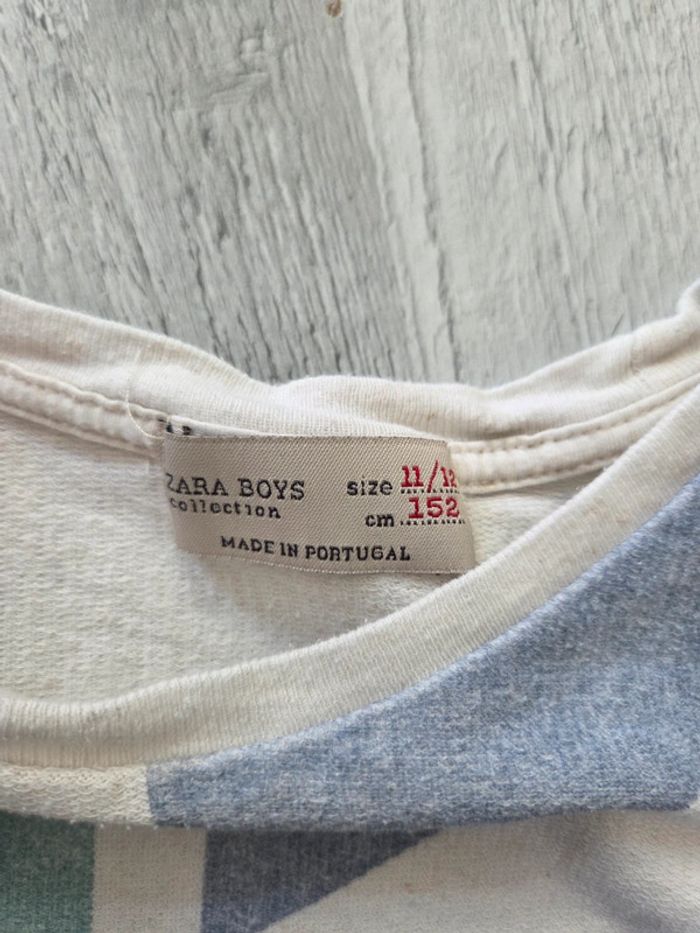 ZARA BOYS size 11/12
collection cm 152
MADE IN PORTUGAL